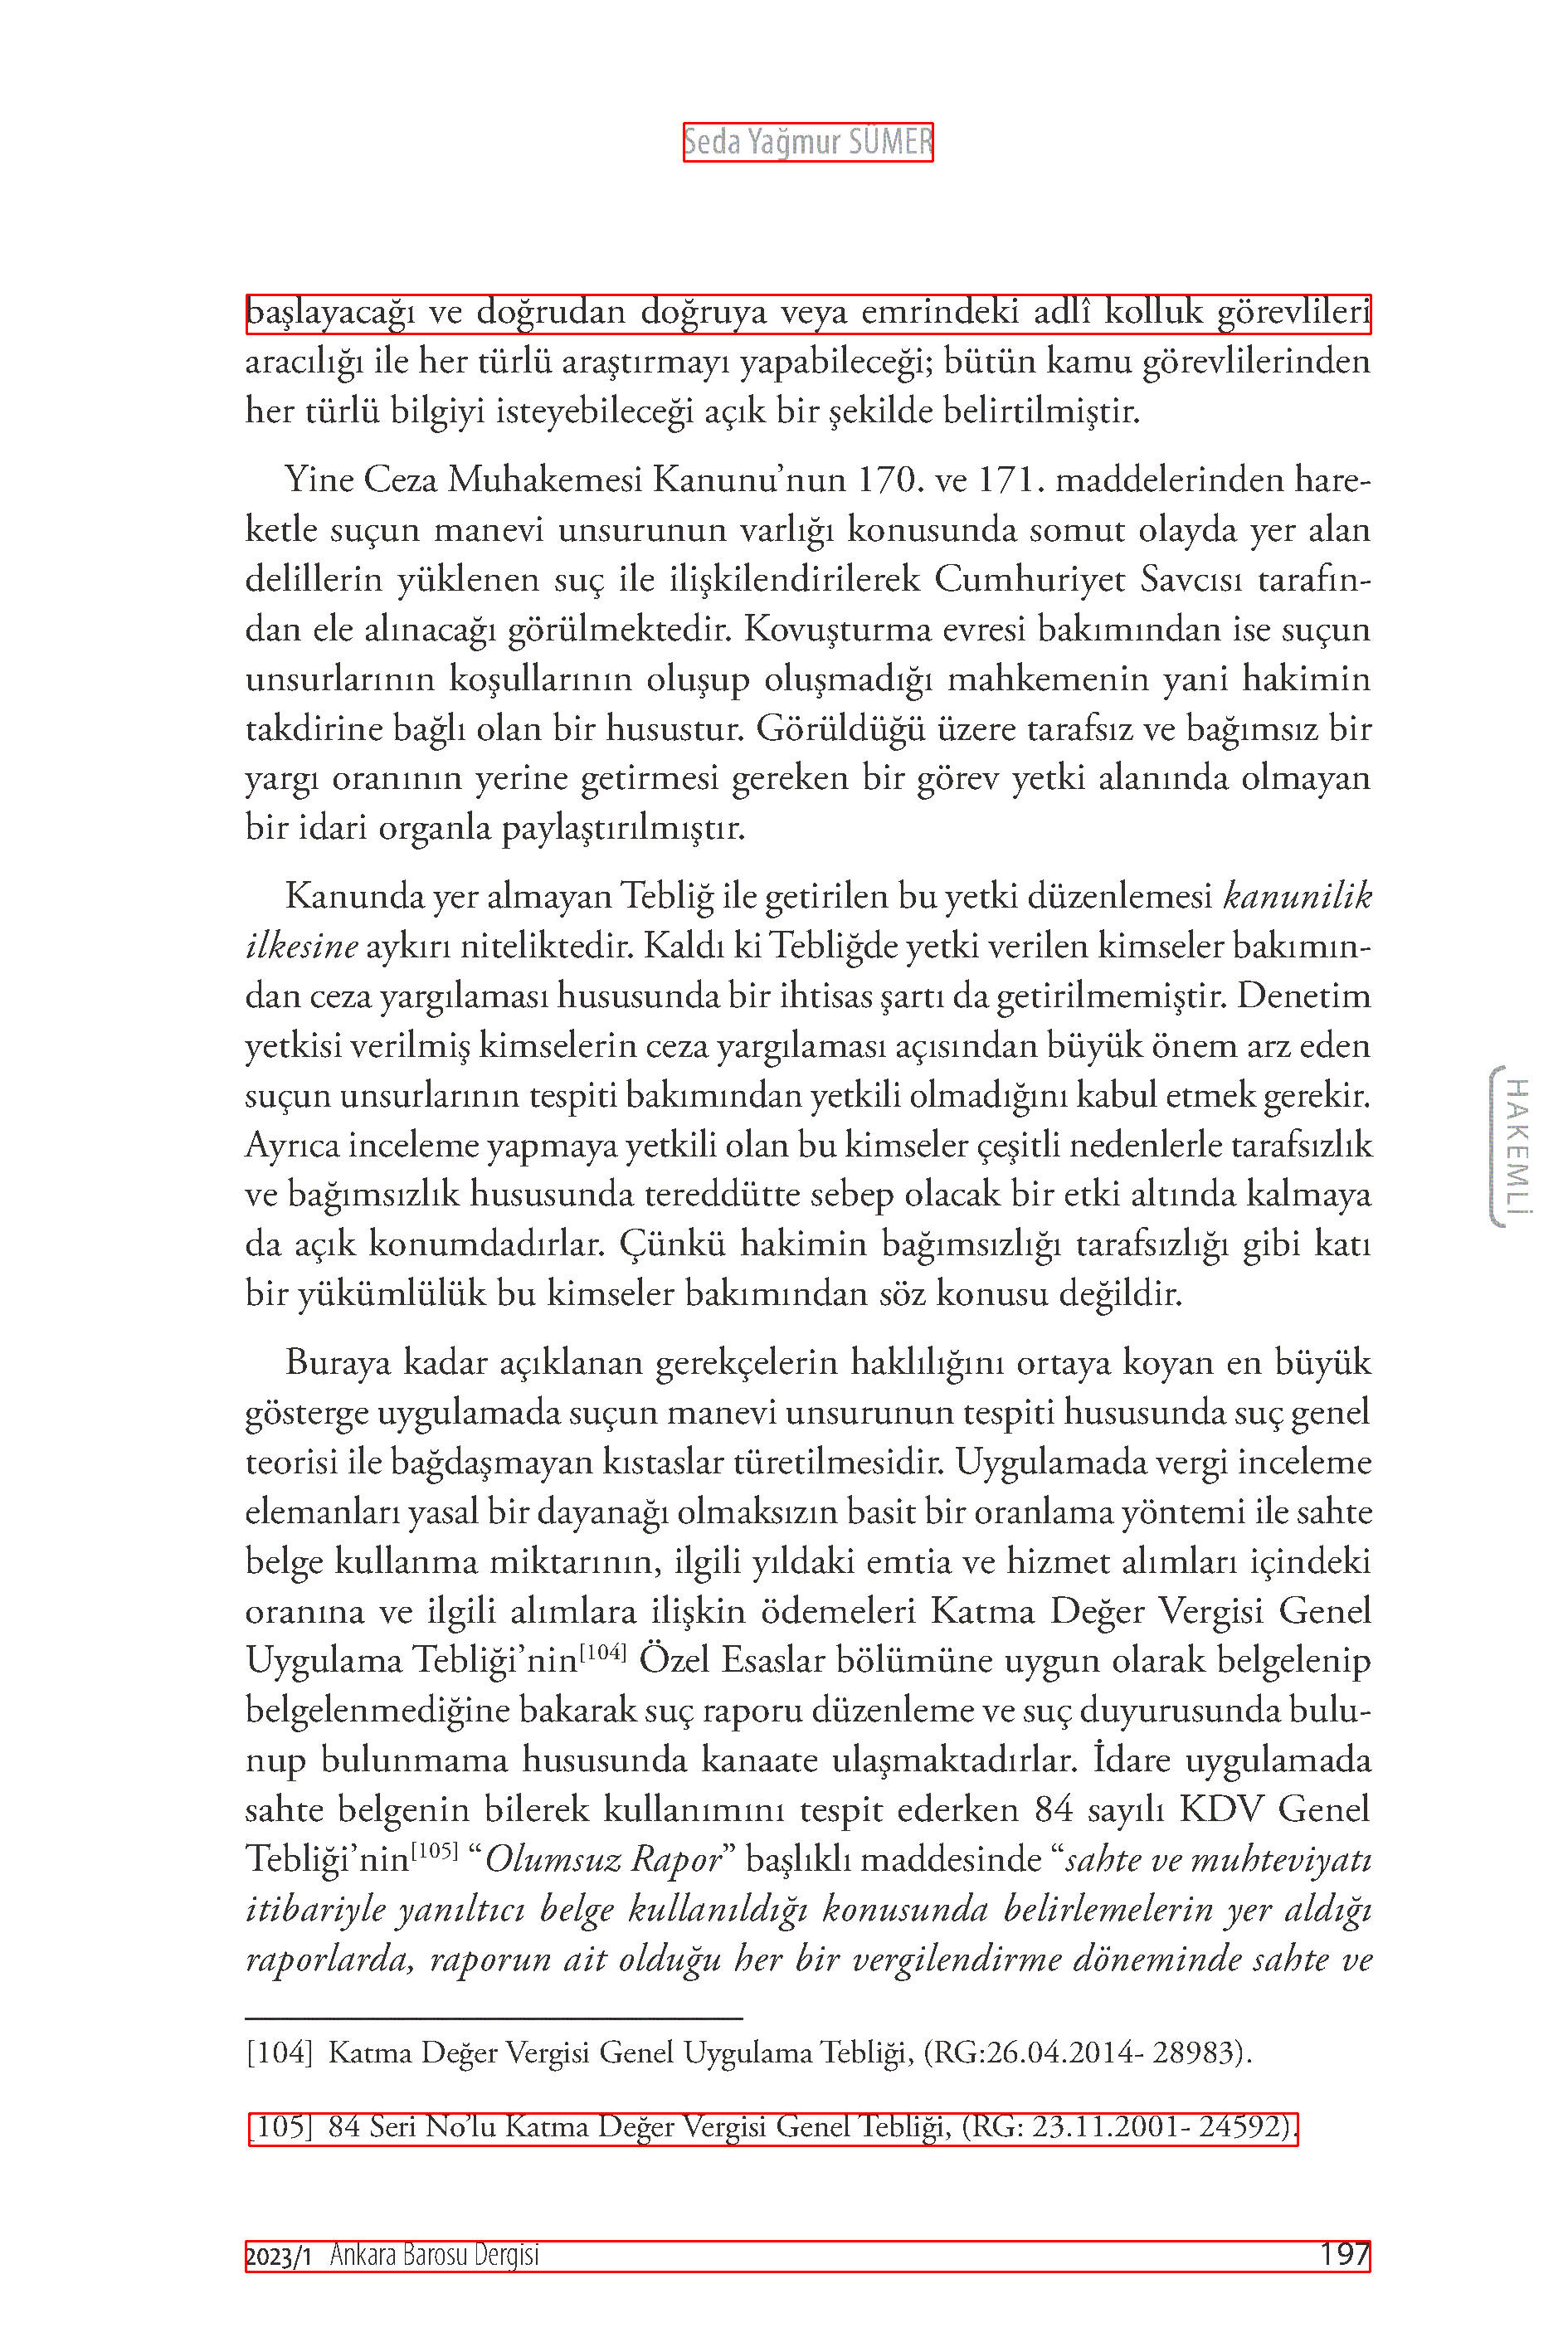 Seda Yağmur SÜMER
başlayacağı ve doğrudan doğruya veya emrindeki adlî kolluk görevlileri
aracılığı ile her türlü araştırmayı yapabileceği; bütün kamu görevlilerinden
her türlü bilgiyi isteyebileceği açık bir şekilde belirtilmiştir.
Yine Ceza Muhakemesi Kanunu’nun 170. ve 171. maddelerinden hare-
ketle suçun manevi unsurunun varlığı konusunda somut olayda yer alan
delillerin yüklenen suç ile ilişkilendirilerek Cumhuriyet Savcısı tarafın-
dan ele alınacağı görülmektedir. Kovuşturma evresi bakımından ise suçun
unsurlarının koşullarının oluşup oluşmadığı mahkemenin yani hakimin
takdirine bağlı olan bir husustur. Görüldüğü üzere tarafsız ve bağımsız bir
yargı oranının yerine getirmesi gereken bir görev yetki alanında olmayan
bir idari organla paylaştırılmıştır.
Kanunda yer almayan Tebliğ ile getirilen bu yetki düzenlemesi kanunilik
ilkesine aykırı niteliktedir. Kaldı ki Tebliğde yetki verilen kimseler bakımın-
dan ceza yargılaması hususunda bir ihtisas şartı da getirilmemiştir. Denetim
yetkisi verilmiş kimselerin ceza yargılaması açısından büyük önem arz eden
suçun unsurlarının tespiti bakımından yetkili olmadığını kabul etmek gerekir.
Ayrıca inceleme yapmaya yetkili olan bu kimseler çeşitli nedenlerle tarafsızlık
ve bağımsızlık hususunda tereddütte sebep olacak bir etki altında kalmaya
da açık konumdadırlar. Çünkü hakimin bağımsızlığı tarafsızlığı gibi katı
bir yükümlülük bu kimseler bakımından söz konusu değildir.
Buraya kadar açıklanan gerekçelerin haklılığını ortaya koyan en büyük
gösterge uygulamada suçun manevi unsurunun tespiti hususunda suç genel
teorisi ile bağdaşmayan kıstaslar türetilmesidir. Uygulamada vergi inceleme
elemanları yasal bir dayanağı olmaksızın basit bir oranlama yöntemi ile sahte
belge kullanma miktarının, ilgili yıldaki emtia ve hizmet alımları içindeki
oranına ve ilgili alımlara ilişkin ödemeleri Katma Değer Vergisi Genel
Uygulama Tebliği’nin[104] Özel Esaslar bölümüne uygun olarak belgelenip
belgelenmediğine bakarak suç raporu düzenleme ve suç duyurusunda bulu-
nup bulunmama hususunda kanaate ulaşmaktadırlar. İdare uygulamada
sahte belgenin bilerek kullanımını tespit ederken 84 sayılı KDV Genel
Tebliği’nin[105] “Olumsuz Rapor” başlıklı maddesinde “sahte ve muhteviyatı
itibariyle yanıltıcı belge kullanıldığı konusunda belirlemelerin yer aldığı
raporlarda, raporun ait olduğu her bir vergilendirme döneminde sahte ve
HAKEMLİ
[104] Katma Değer Vergisi Genel Uygulama Tebliği, (RG:26.04.2014- 28983).
[105] 84 Seri No’lu Katma Değer Vergisi Genel Tebliği, (RG: 23.11.2001- 24592).
2023/1 Ankara Barosu Dergisi 197